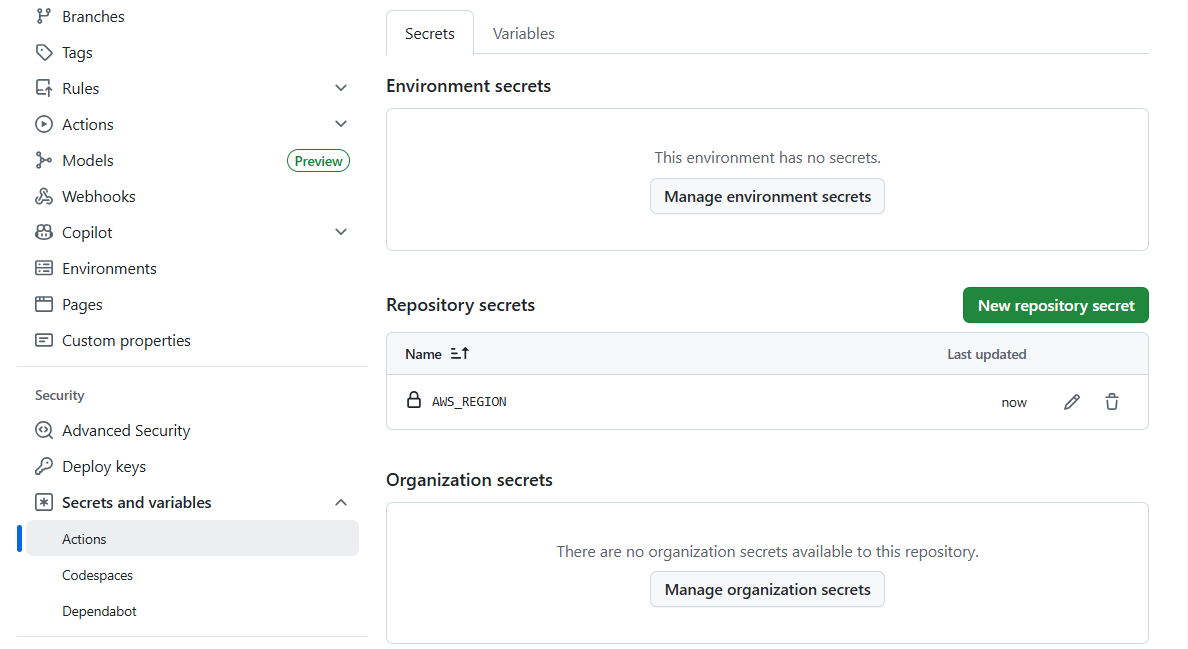 Branches
Tags
Rules
Actions
Models
Preview
Webhooks
Copilot
Environments
Pages
Custom properties
Security
Advanced Security
Deploy keys
Secrets and variables
Actions
Codespaces
Dependabot
Secrets
Variables
Environment secrets
This environment has no secrets.
Manage environment secrets
Repository secrets
New repository secret
Name
Last updated
AWS_REGION
now
Organization secrets
There are no organization secrets available to this repository.
Manage organization secrets